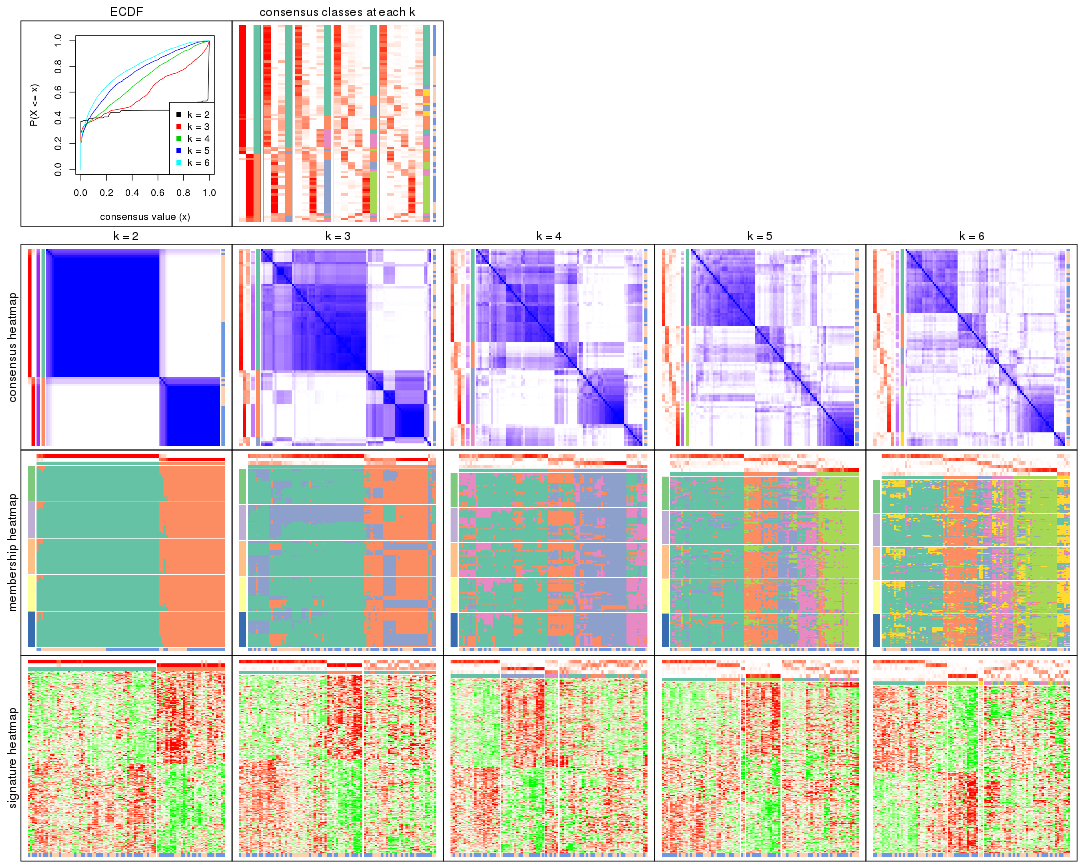 ECDF
consensus classes at each k
P(X <= x)
1.0
0.8
0.6
0.4
0.2
0.0
k = 2
k = 3
k = 4
k = 5
k = 6
0.0 0.2 0.4 0.6 0.8 1.0
consensus value (x)
k = 2
k = 3
k = 4
k = 5
k = 6
consensus heatmap
membership heatmap
signature heatmap